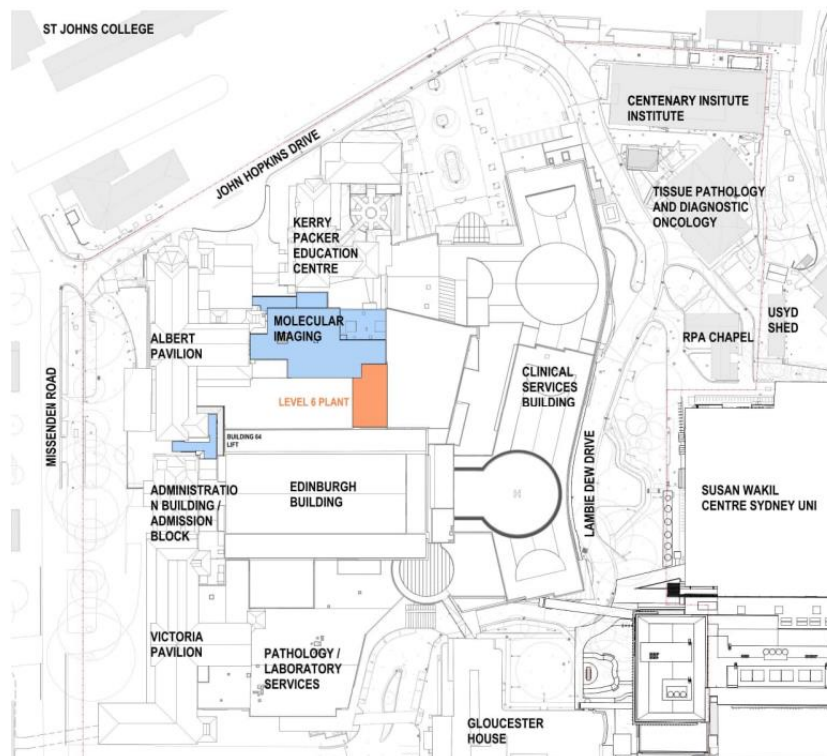 ST JOHNS COLLEGE
CENTENARY INSITUTE
INSTITUTE
JOHN HOPKINS DRIVE
TISSUE PATHOLOGY
AND DIAGNOSTIC
ONCOLOGY
KERRY
PACKER
EDUCATION
CENTRE
USYD
SHED
MOLECULAR
IMAGING
RPA CHAPEL
ALBERT
PAVILION
CLINICAL
SERVICES
BUILDING
MISSENDEN ROAD
LEVEL 6 PLANT
LAMBIE DEW DRIVE
BUILDING 64
LIFT
EDINBURGH
BUILDING
H
ADMINISTRATIO
N BUILDING /
ADMISSION
BLOCK
SUSAN WAKIL
CENTRE SYDNEY UNI
VICTORIA
PAVILION
PATHOLOGY /
LABORATORY
SERVICES
GLOUCESTER
HOUSE